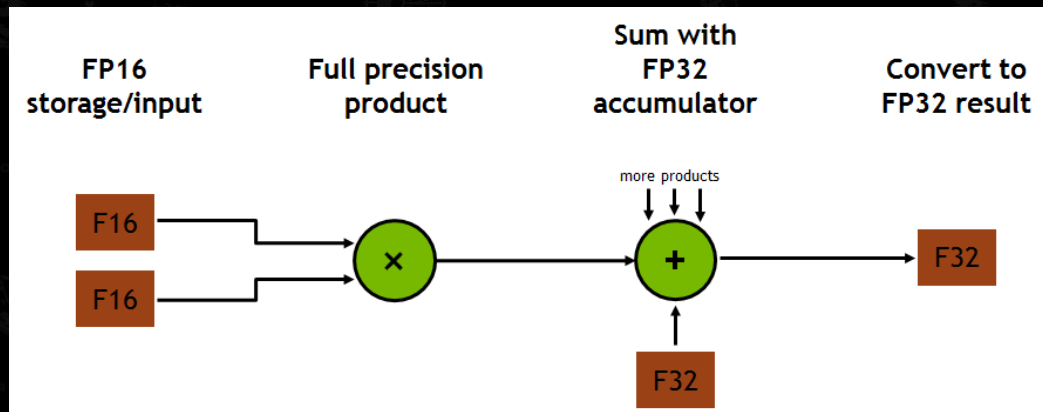 FP16
storage/input
Full precision
product
Sum with
FP32
accumulator
Convert to
FP32 result
more products
F16
F16
×
+
F32
F32